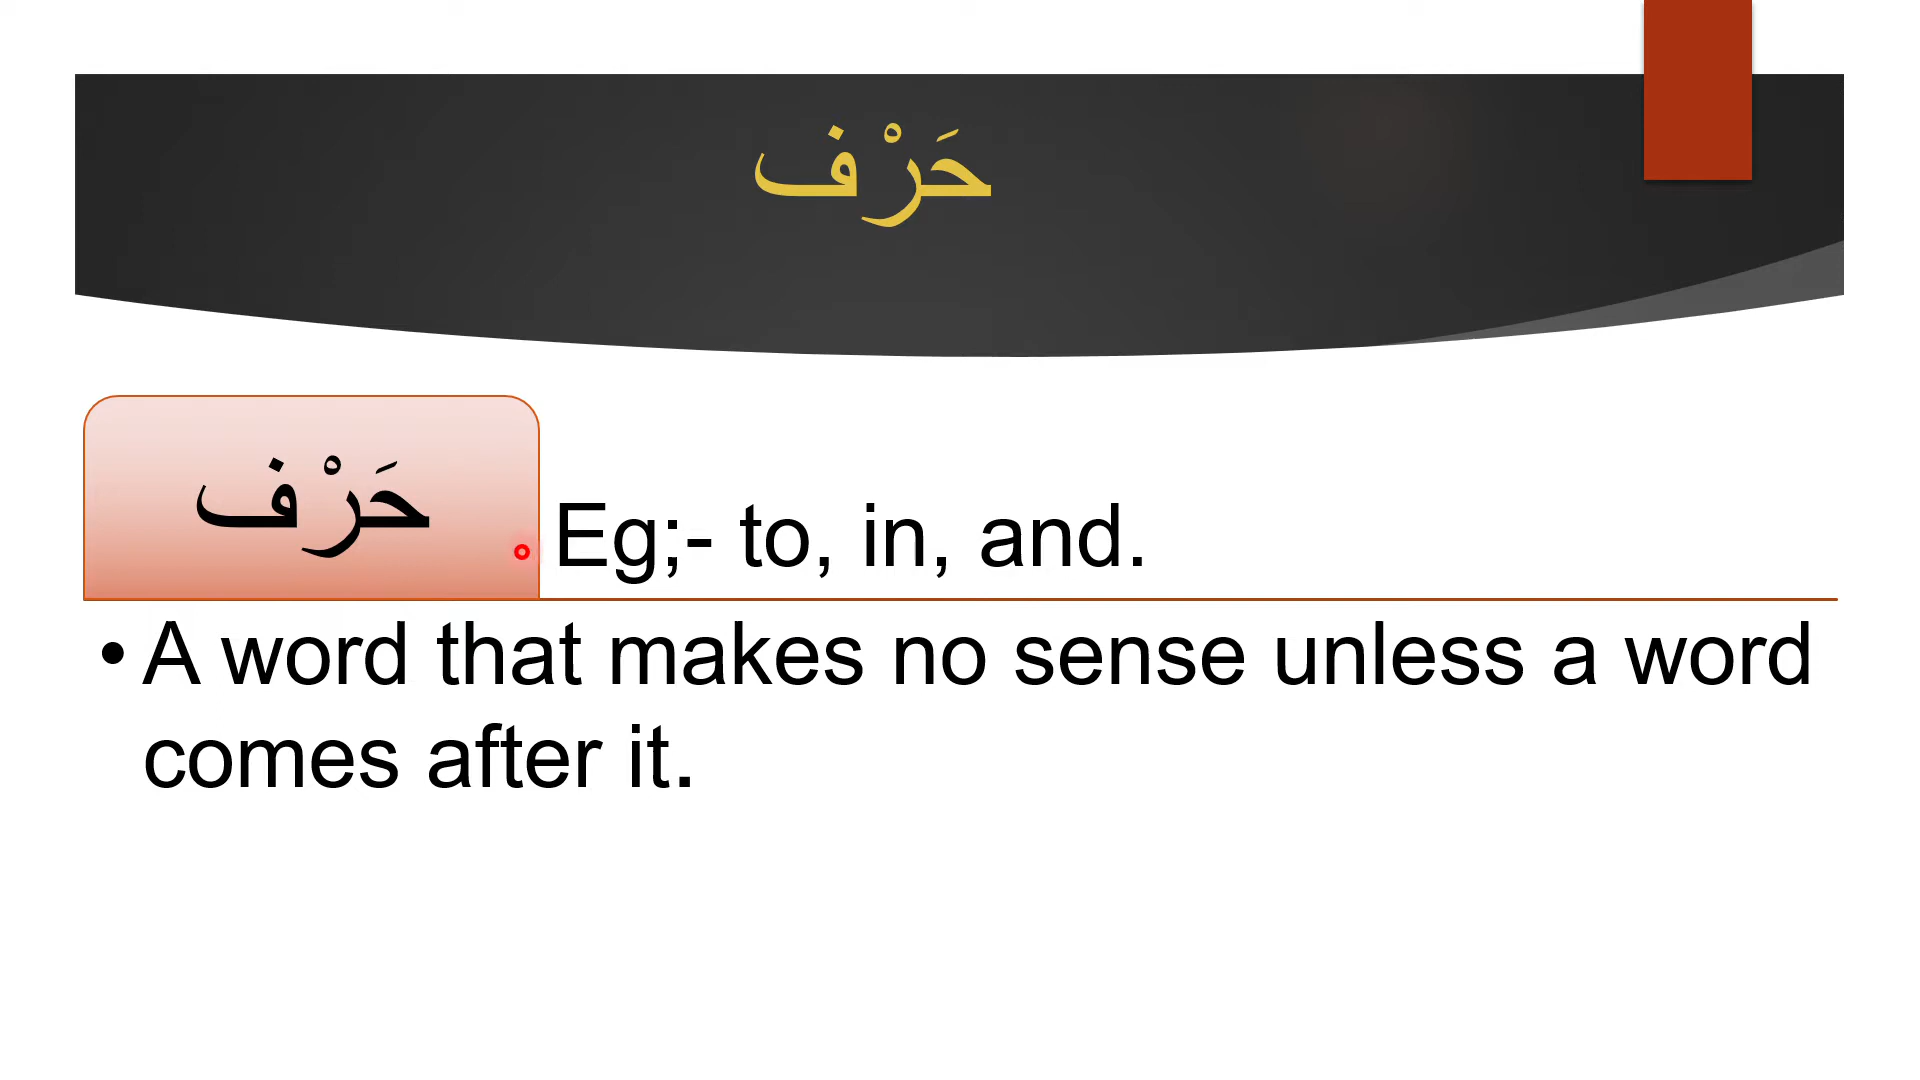 حَرْف
حَرْف
Eg;- to, in, and.
• A word that makes no sense unless a word
comes after it.